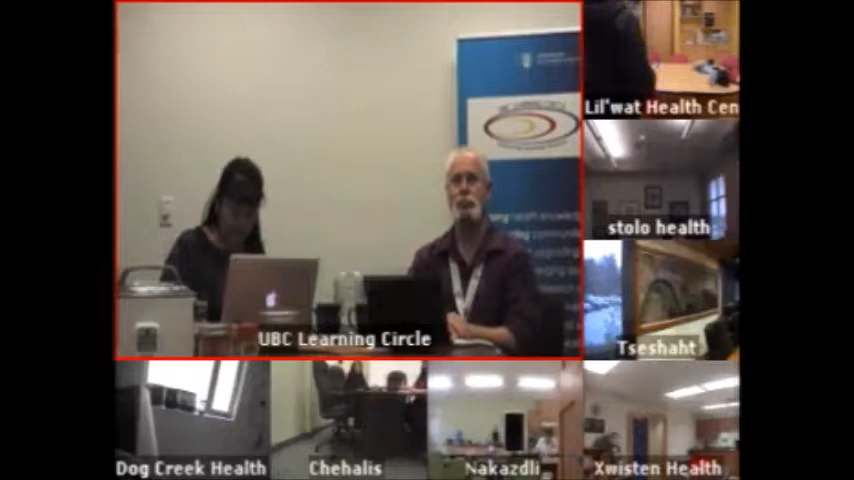 Lil'wat Health Cen
stolo health
UBC Learning Circle
Tseshaht
Dog Creek Health
Chehalis
Nakazdli
Xwisten Health